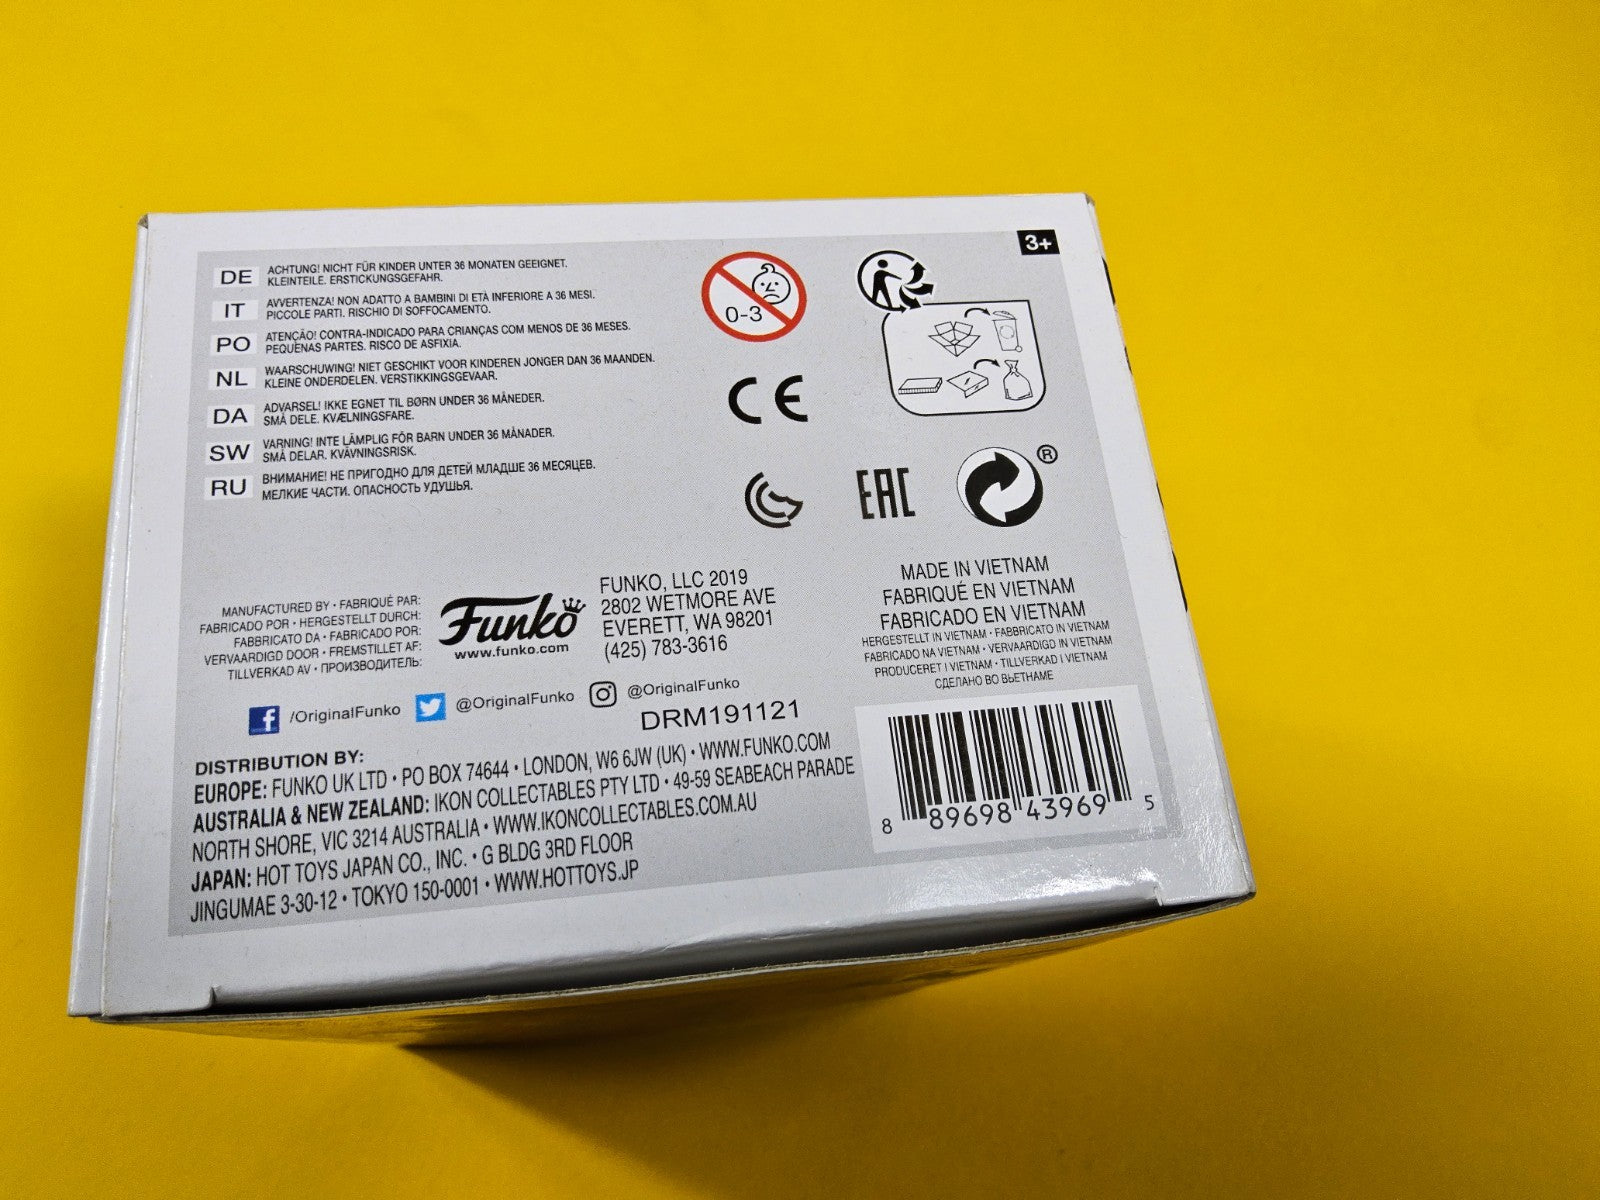 3+
DE ACHTUNG! NICHT FÜR KINDER UNTER 36 MONATEN GEEIGNET.
KLEINTEILE. ERSTICKUNGSGEFAHR.
IT AVVERTENZA! NON ADATTO A BAMBINI DI ETÀ INFERIORE A 36 MESI.
PICCOLE PARTI. RISCHIO DI SOFFOCAMENTO.
PO ATENÇÃO! CONTRA-INDICADO PARA CRIANÇAS COM MENOS DE 36 MESES.
PEQUENAS PARTES. RISCO DE ASFIXIA.
NL WAARSCHUWING! NIET GESCHIKT VOOR KINDEREN JONGER DAN 36 MAANDEN.
KLEINE ONDERDELEN. VERSTIKKINGSGEVAAR.
DA ADVARSEL! IKKE EGNET TIL BØRN UNDER 36 MÅNEDER.
SMÅ DELE. KVÆLNINGSFARE.
SW VARNING! INTE LÄMPLIG FÖR BARN UNDER 36 MÅNADER.
SMÅ DELAR. KVÄVNINGSRISK.
RU ВНИМАНИЕ! НЕ ПРИГОДНО ДЛЯ ДЕТЕЙ МЛАДШЕ 36 МЕСЯЦЕВ.
МЕЛКИЕ ЧАСТИ. ОПАСНОСТЬ УДУШЬЯ.
0-3
CE
EAC
®
MANUFACTURED BY • FABRIQUÉ PAR:
FABRICADO POR • HERGESTELLT DURCH:
FABBRICATO DA • FABRICADO POR:
VERVAARDIGD DOOR • FREMSTILLET AF:
TILLVERKAD AV • ПРОИЗВОДИТЕЛЬ:
Funko
www.funko.com
FUNKO, LLC 2019
2802 WETMORE AVE
EVERETT, WA 98201
(425) 783-3616
MADE IN VIETNAM
FABRIQUÉ EN VIETNAM
FABRICADO EN VIETNAM
HERGESTELLT IN VIETNAM • FABBRICATO IN VIETNAM
FABRICADO NA VIETNAM • VERVAARDIGD IN VIETNAM
PRODUCERET I VIETNAM • TILLVERKAD I VIETNAM
СДЕЛАНО ВО ВЬЕТНАМЕ
/OriginalFunko @OriginalFunko @OriginalFunko
DRM191121
DISTRIBUTION BY:
EUROPE: FUNKO UK LTD • PO BOX 74644 • LONDON, W6 6JW (UK) • WWW.FUNKO.COM
AUSTRALIA & NEW ZEALAND: IKON COLLECTABLES PTY LTD • 49-59 SEABEACH PARADE
NORTH SHORE, VIC 3214 AUSTRALIA • WWW.IKONCOLLECTABLES.COM.AU
JAPAN: HOT TOYS JAPAN CO., INC. • G BLDG 3RD FLOOR
JINGUMAE 3-30-12 • TOKYO 150-0001 • WWW.HOTTOYS.JP
8 89698 43969 5